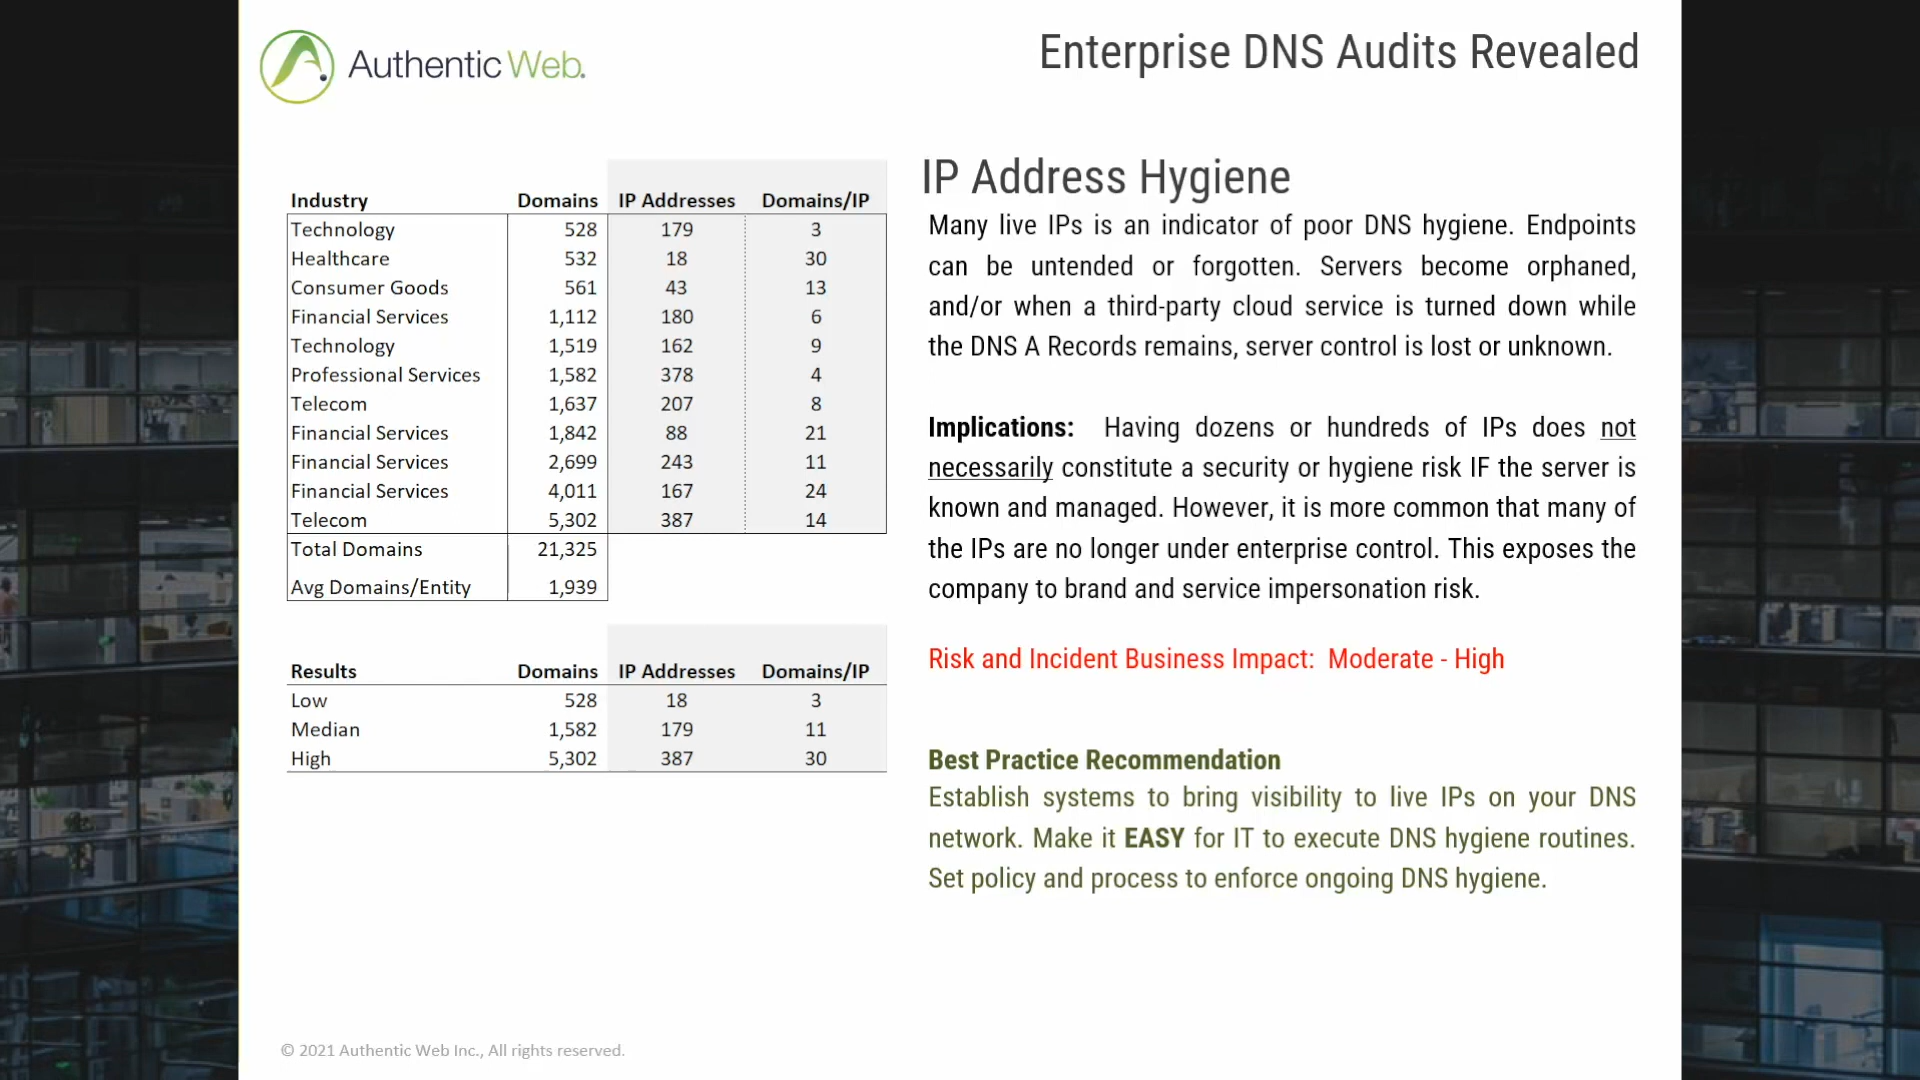 Authentic Web.
Enterprise DNS Audits Revealed
Industry Domains IP Addresses Domains/IP
Technology 528 179 3
Healthcare 532 18 30
Consumer Goods 561 43 13
Financial Services 1,112 180 6
Technology 1,519 162 9
Professional Services 1,582 378 4
Telecom 1,637 207 8
Financial Services 1,842 88 21
Financial Services 2,699 243 11
Financial Services 4,011 167 24
Telecom 5,302 387 14
Total Domains 21,325
Avg Domains/Entity 1,939
Results Domains IP Addresses Domains/IP
Low 528 18 3
Median 1,582 179 11
High 5,302 387 30
IP Address Hygiene
Many live IPs is an indicator of poor DNS hygiene. Endpoints
can be untended or forgotten. Servers become orphaned,
and/or when a third-party cloud service is turned down while
the DNS A Records remains, server control is lost or unknown.
Implications: Having dozens or hundreds of IPs does not
necessarily constitute a security or hygiene risk IF the server is
known and managed. However, it is more common that many of
the IPs are no longer under enterprise control. This exposes the
company to brand and service impersonation risk.
Risk and Incident Business Impact: Moderate - High
Best Practice Recommendation
Establish systems to bring visibility to live IPs on your DNS
network. Make it EASY for IT to execute DNS hygiene routines.
Set policy and process to enforce ongoing DNS hygiene.
© 2021 Authentic Web Inc., All rights reserved.